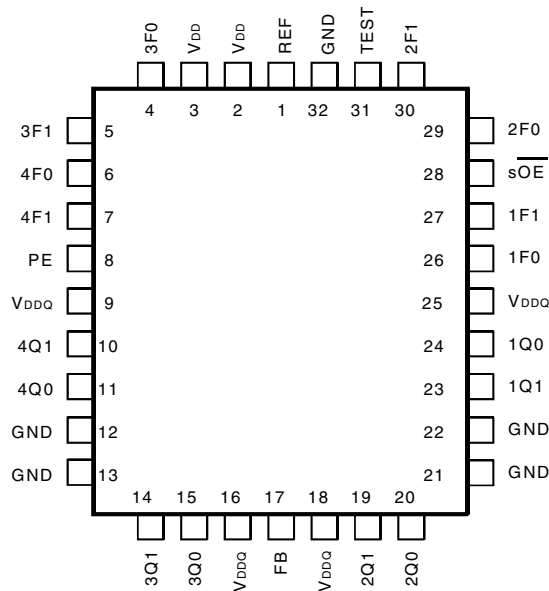 3F0 VDD VDD REF GND TEST 2F1
4 3 2 1 32 31 30
3F1 5 29 2F0
4F0 6 28 sOE
4F1 7 27 1F1
PE 8 26 1F0
VDDQ 9 25 VDDQ
4Q1 10 24 1Q0
4Q0 11 23 1Q1
GND 12 22 GND
GND 13 21 GND
14 15 16 17 18 19 20
3Q1 3Q0 VDDQ FB VDDQ 2Q1 2Q0